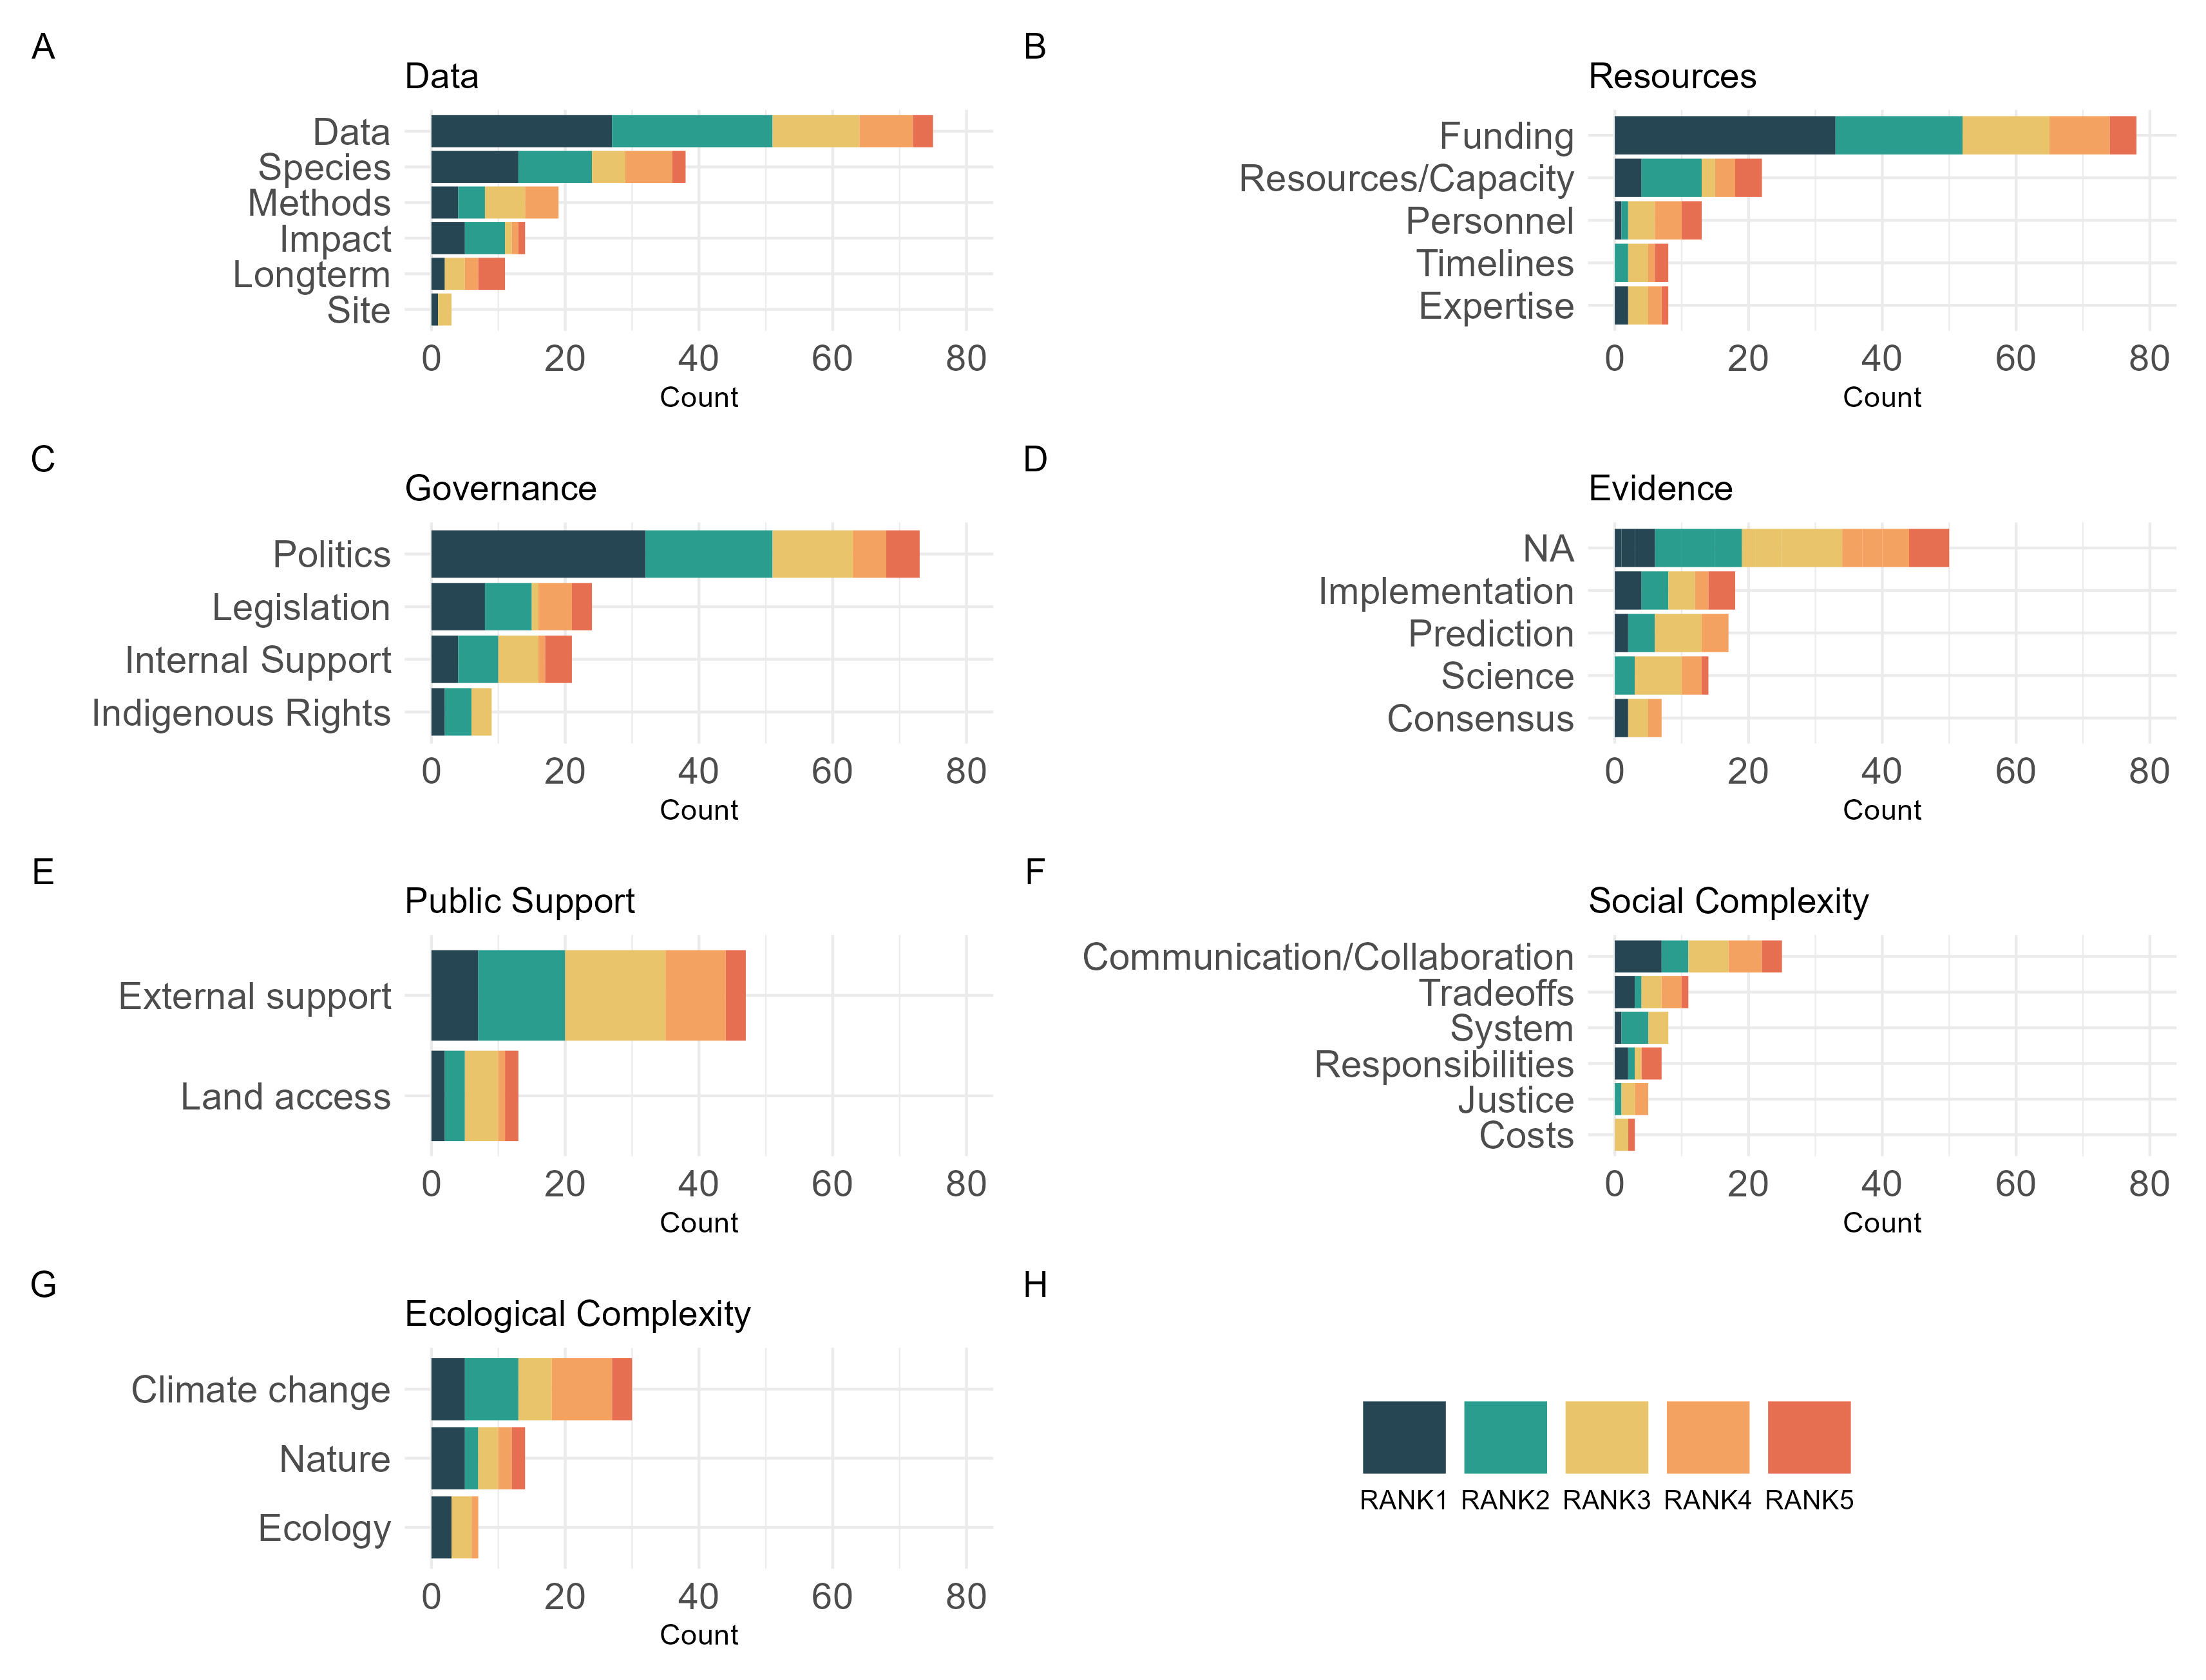 A
Data
Data
Species
Methods
Impact
Longterm
Site
0 20 40 60 80
Count
B
Resources
Funding
Resources/Capacity
Personnel
Timelines
Expertise
0 20 40 60 80
Count
C
Governance
Politics
Legislation
Internal Support
Indigenous Rights
0 20 40 60 80
Count
D
Evidence
NA
Implementation
Prediction
Science
Consensus
0 20 40 60 80
Count
E
Public Support
External support
Land access
0 20 40 60 80
Count
F
Social Complexity
Communication/Collaboration
Tradeoffs
System
Responsibilities
Justice
Costs
0 20 40 60 80
Count
G
Ecological Complexity
Climate change
Nature
Ecology
0 20 40 60 80
Count
H
RANK1 RANK2 RANK3 RANK4 RANK5